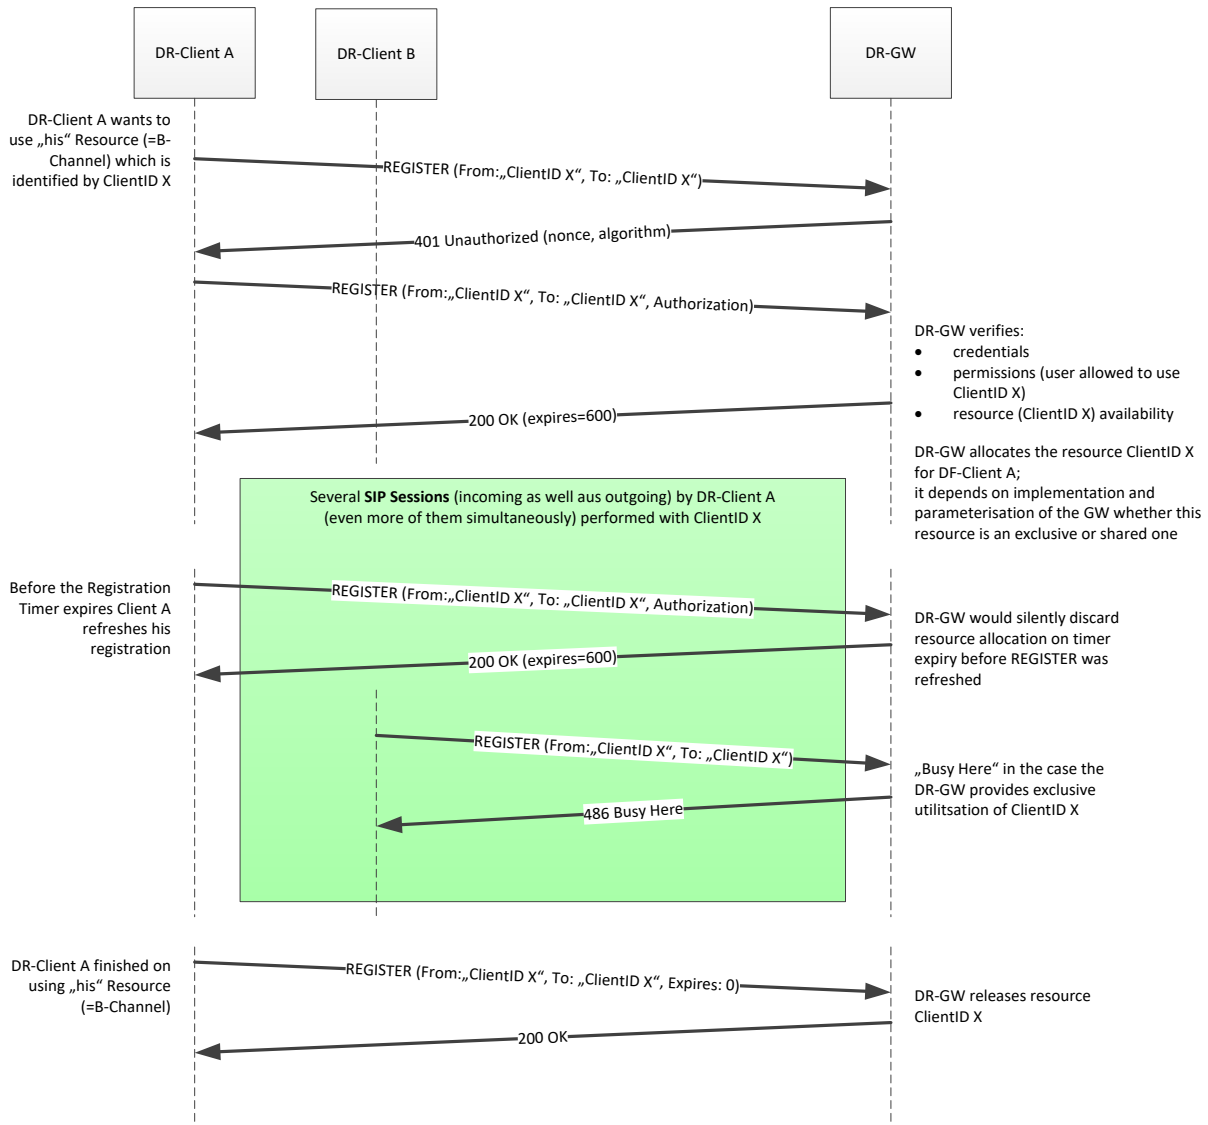 DR-Client A
DR-Client B
DR-GW
DR-Client A wants to
use „his“ Resource (=B-
Channel) which is
identified by ClientID X
REGISTER (From:„ClientID X“, To: „ClientID X“)
401 Unauthorized (nonce, algorithm)
REGISTER (From:„ClientID X“, To: „ClientID X“, Authorization)
DR-GW verifies:
• credentials
• permissions (user allowed to use
ClientID X)
• resource (ClientID X) availability
200 OK (expires=600)
DR-GW allocates the resource ClientID X
for DF-Client A;
it depends on implementation and
parameterisation of the GW whether this
resource is an exclusive or shared one
Several SIP Sessions (incoming as well aus outgoing) by DR-Client A
(even more of them simultaneously) performed with ClientID X
Before the Registration
Timer expires Client A
refreshes his
registration
REGISTER (From:„ClientID X“, To: „ClientID X“, Authorization)
DR-GW would silently discard
resource allocation on timer
expiry before REGISTER was
refreshed
200 OK (expires=600)
REGISTER (From:„ClientID X“, To: „ClientID X“)
„Busy Here“ in the case the
DR-GW provides exclusive
utilitsation of ClientID X
486 Busy Here
DR-Client A finished on
using „his“ Resource
(=B-Channel)
REGISTER (From:„ClientID X“, To: „ClientID X“, Expires: 0)
DR-GW releases resource
ClientID X
200 OK